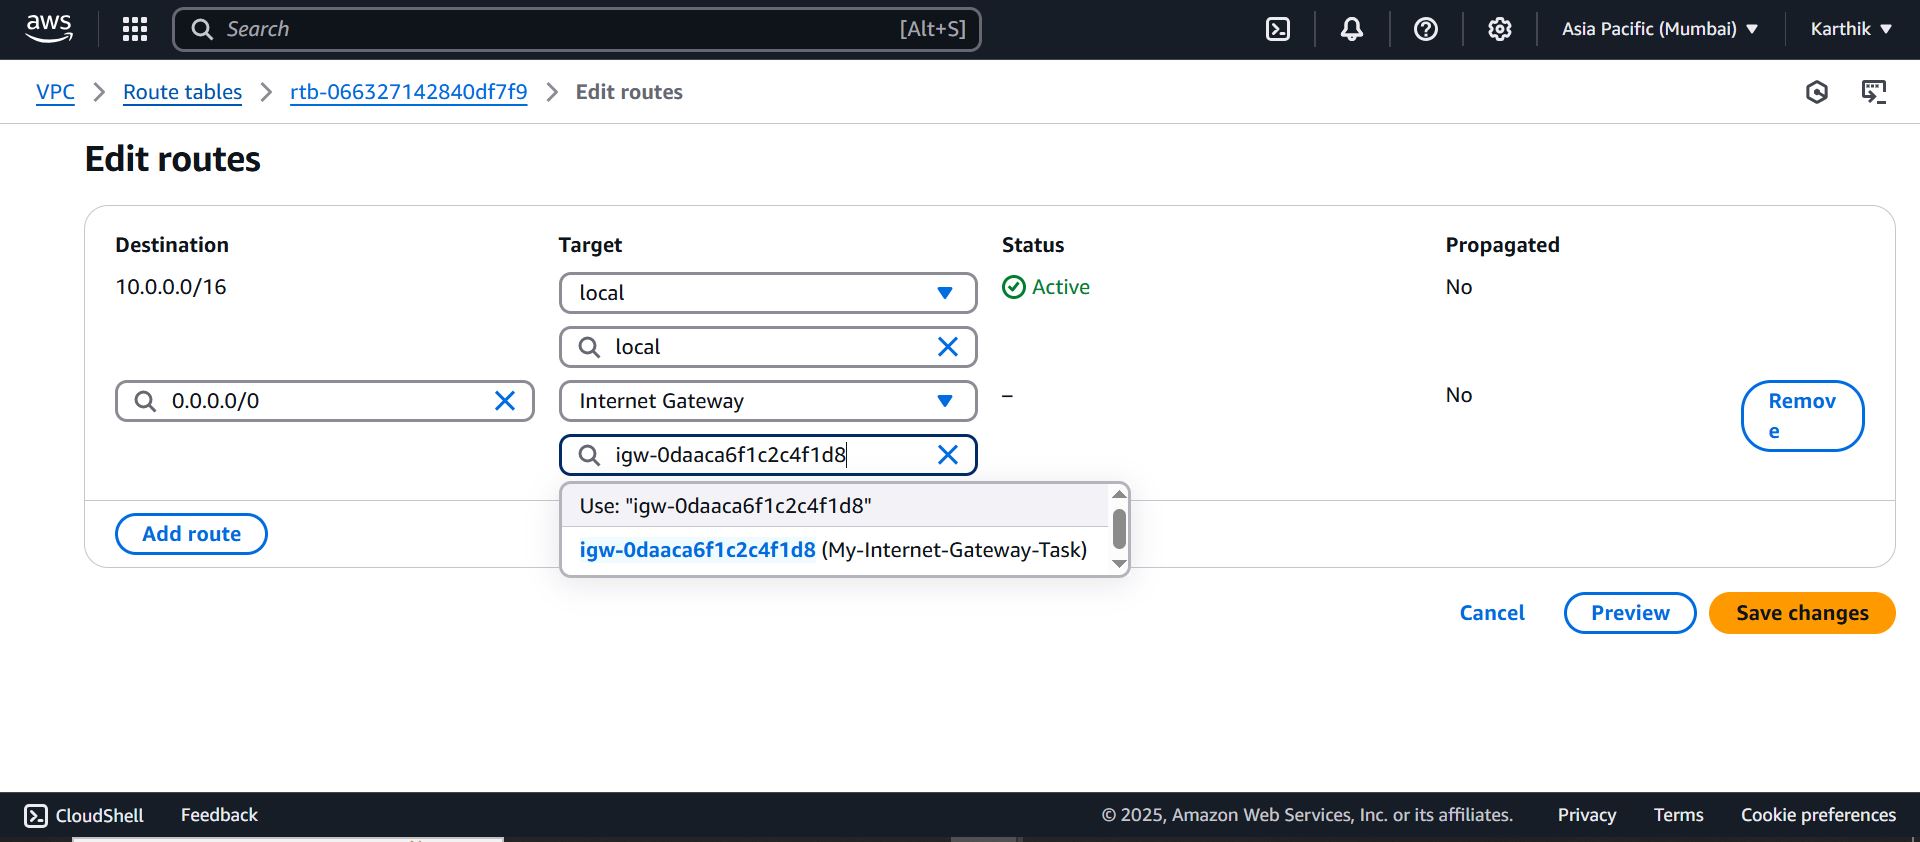 aws
Search [Alt+S]
Asia Pacific (Mumbai)
Karthik
VPC
Route tables
rtb-066327142840df7f9
Edit routes
Edit routes
Destination Target Status Propagated
10.0.0.0/16 local Active No
local
0.0.0.0/0 Internet Gateway – No
Remov
e
igw-0daaca6f1c2c4f1d8
Use: "igw-0daaca6f1c2c4f1d8"
igw-0daaca6f1c2c4f1d8 (My-Internet-Gateway-Task)
Add route
Cancel Preview Save changes
CloudShell Feedback © 2025, Amazon Web Services, Inc. or its affiliates. Privacy Terms Cookie preferences